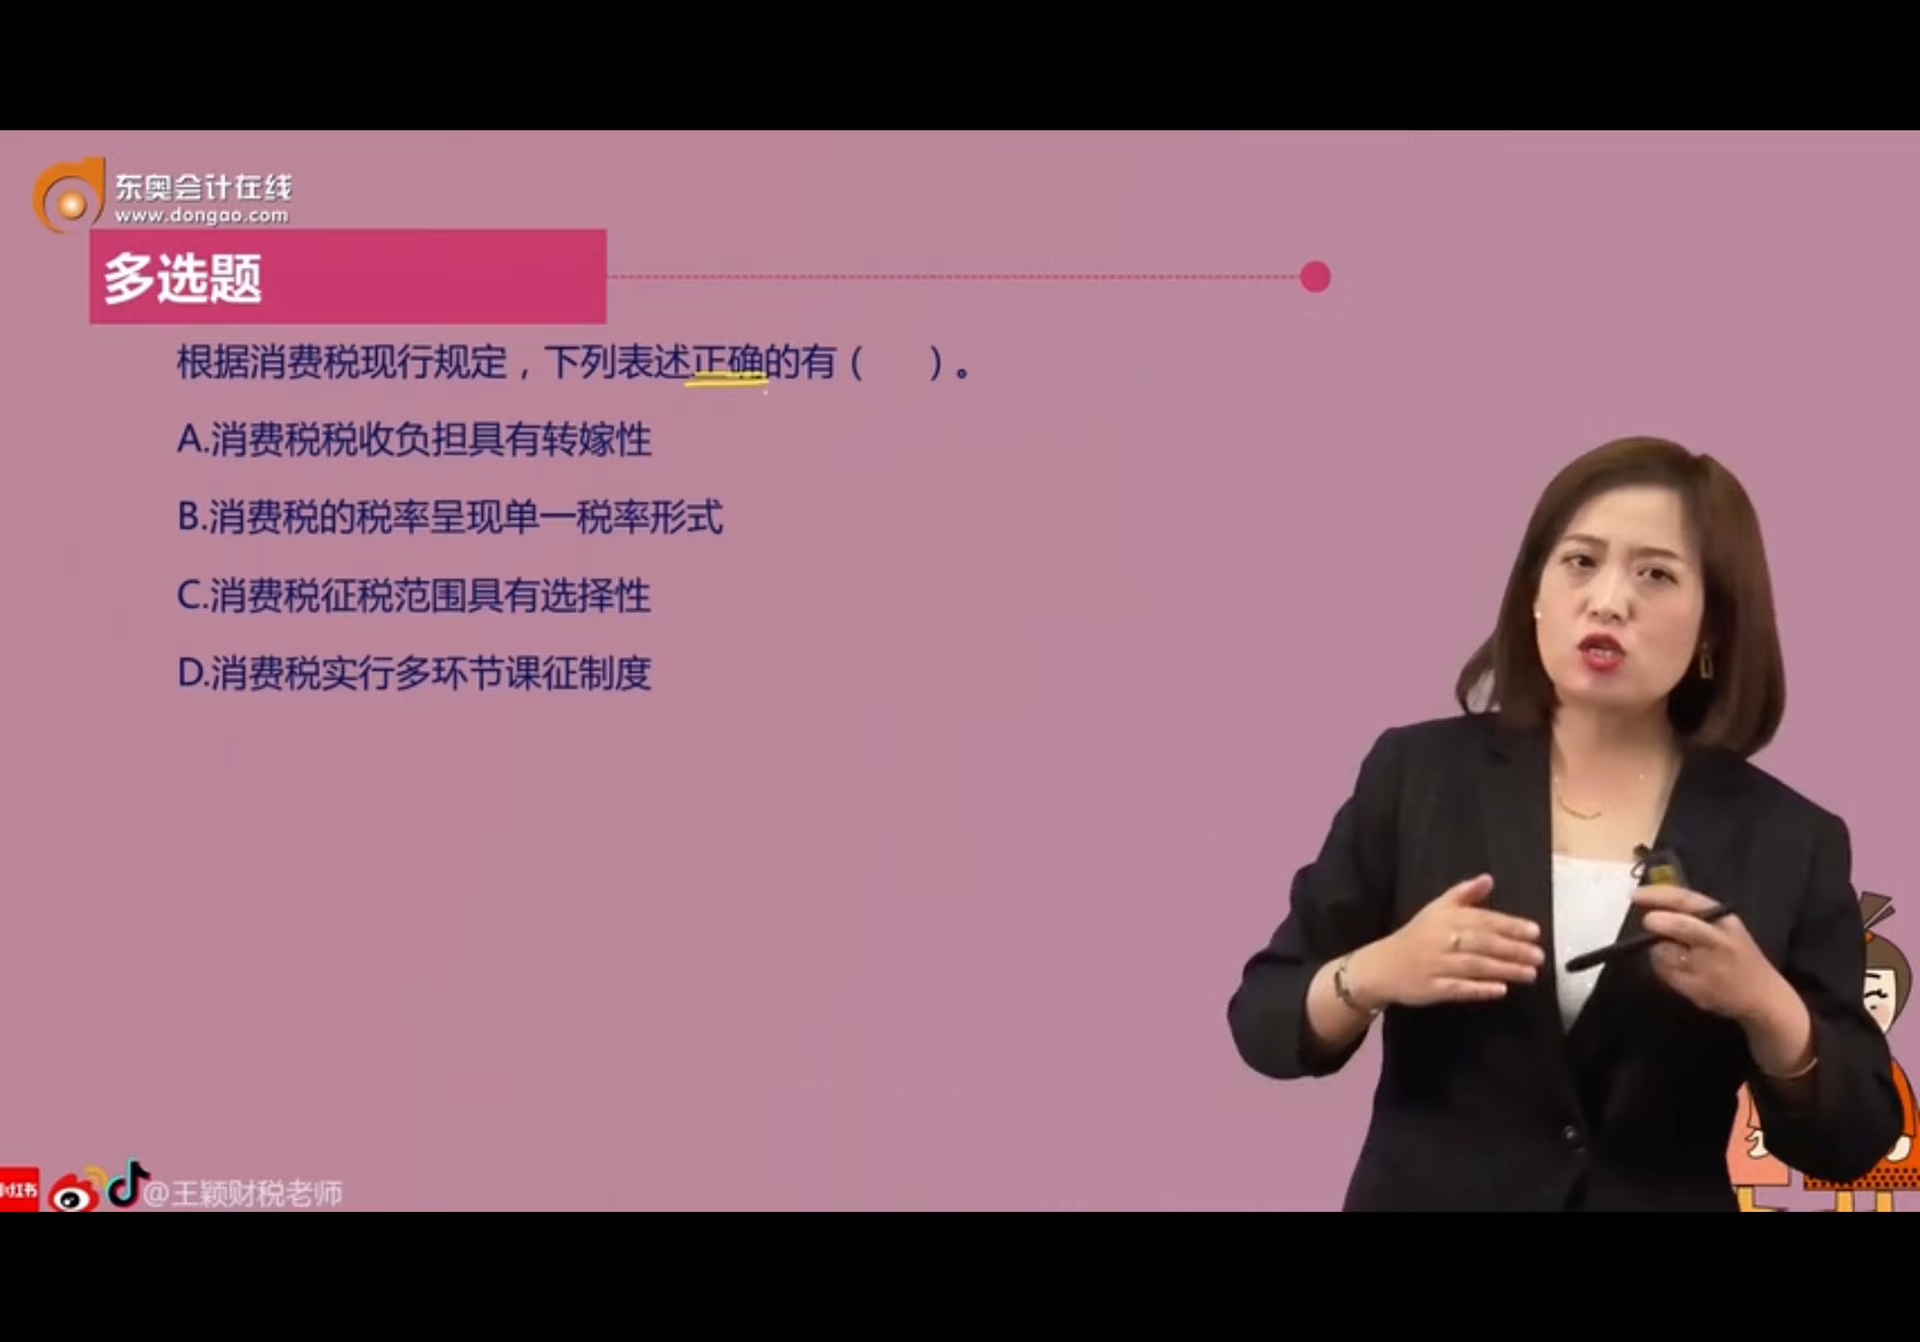 东奥会计在线
www.dongao.com
多选题
根据消费税现行规定，下列表述正确的有（　　）。
A.消费税税收负担具有转嫁性
B.消费税的税率呈现单一税率形式
C.消费税征税范围具有选择性
D.消费税实行多环节课征制度
小红书 @王颖财税老师